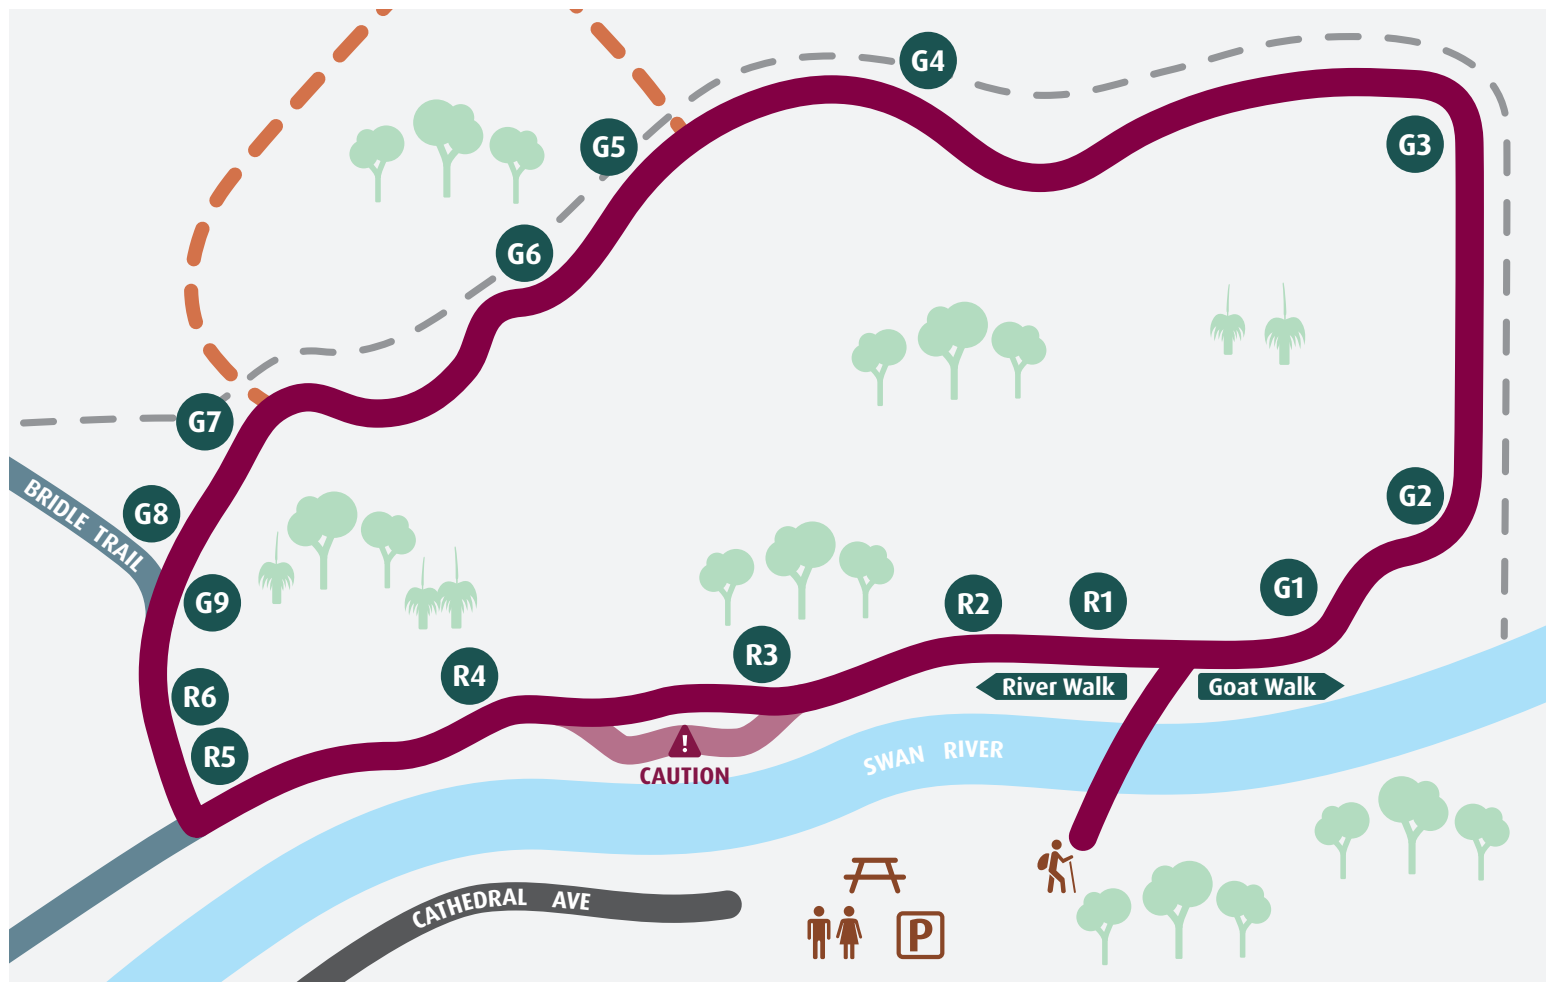 G4
G3
G5
G6
G7
G2
G8
BRIDLE TRAIL
G1
G9
R2
R1
R3
R4
River Walk
Goat Walk
R6
R5
!
CAUTION
SWAN RIVER
CATHEDRAL AVE
P